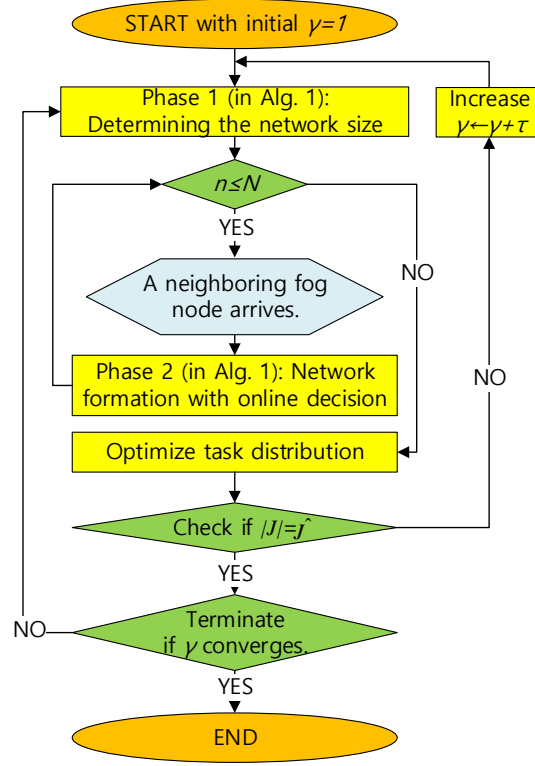 START with initial γ=1
Phase 1 (in Alg. 1):
Determining the network size
Increase
γ←γ+τ
n≤N
YES
NO
A neighboring fog
node arrives.
Phase 2 (in Alg. 1): Network
formation with online decision
NO
Optimize task distribution
Check if |J|=ĵ
YES
NO
Terminate
if γ converges.
YES
END